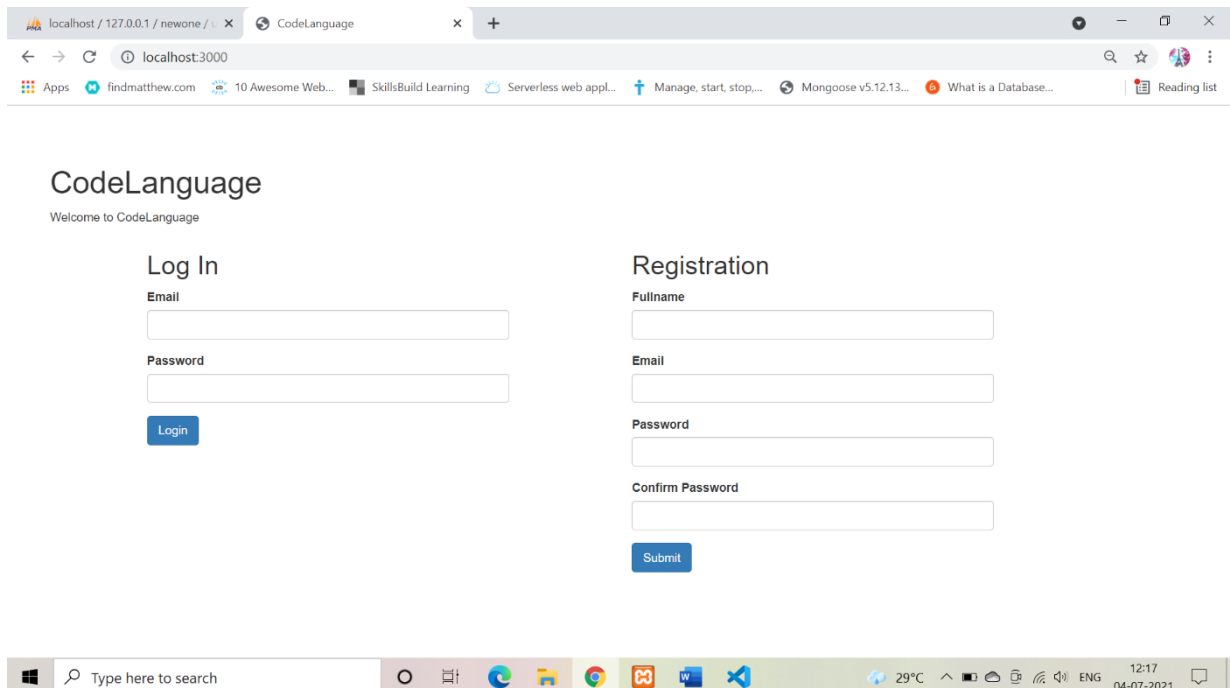 localhost / 127.0.0.1 / newone / u
CodeLanguage
localhost:3000
Apps findmatthew.com 10 Awesome Web... SkillsBuild Learning Serverless web appl... Manage, start, stop,... Mongoose v5.12.13... What is a Database... Reading list
CodeLanguage
Welcome to CodeLanguage
Log In
Email
Password
Login
Registration
Fullname
Email
Password
Confirm Password
Submit
Type here to search
29°C ENG
12:17
04-07-2021